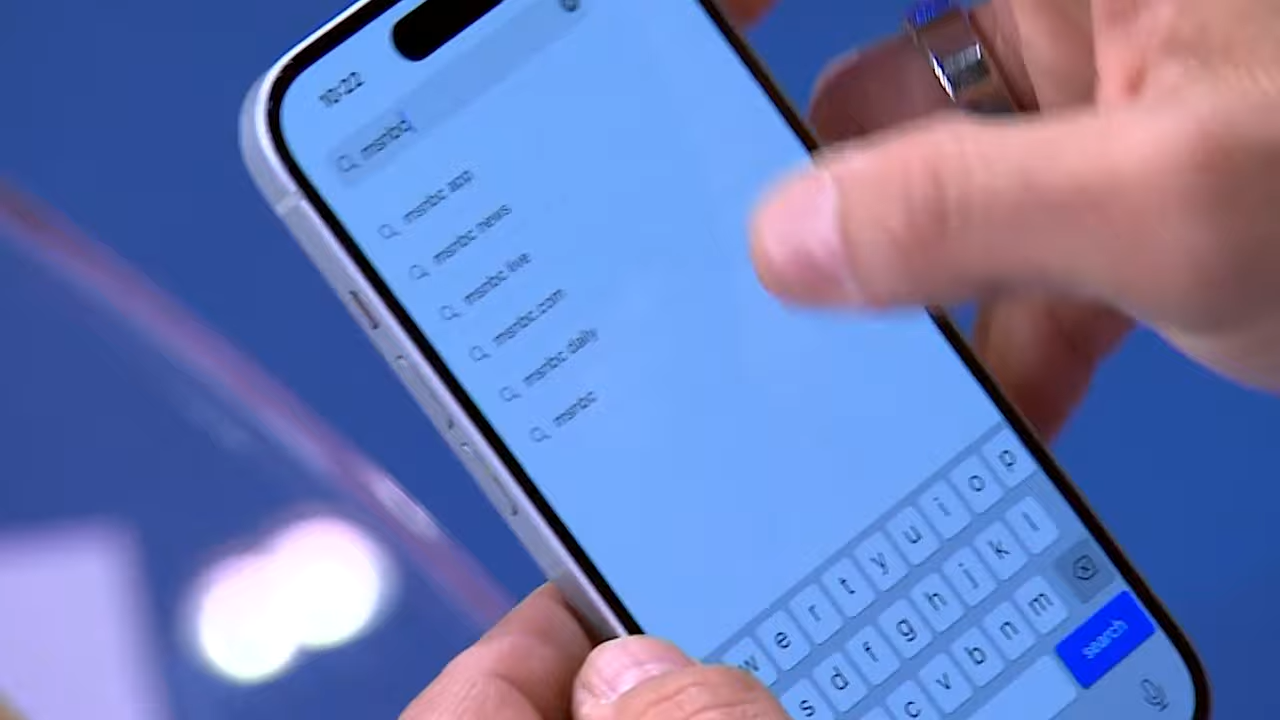 10:22
msnbc
msnbc app
msnbc news
msnbc live
msnbc.com
msnbc daily
msnbc
w e r t y u i o p
s d f g h j k l
c v b n m
search